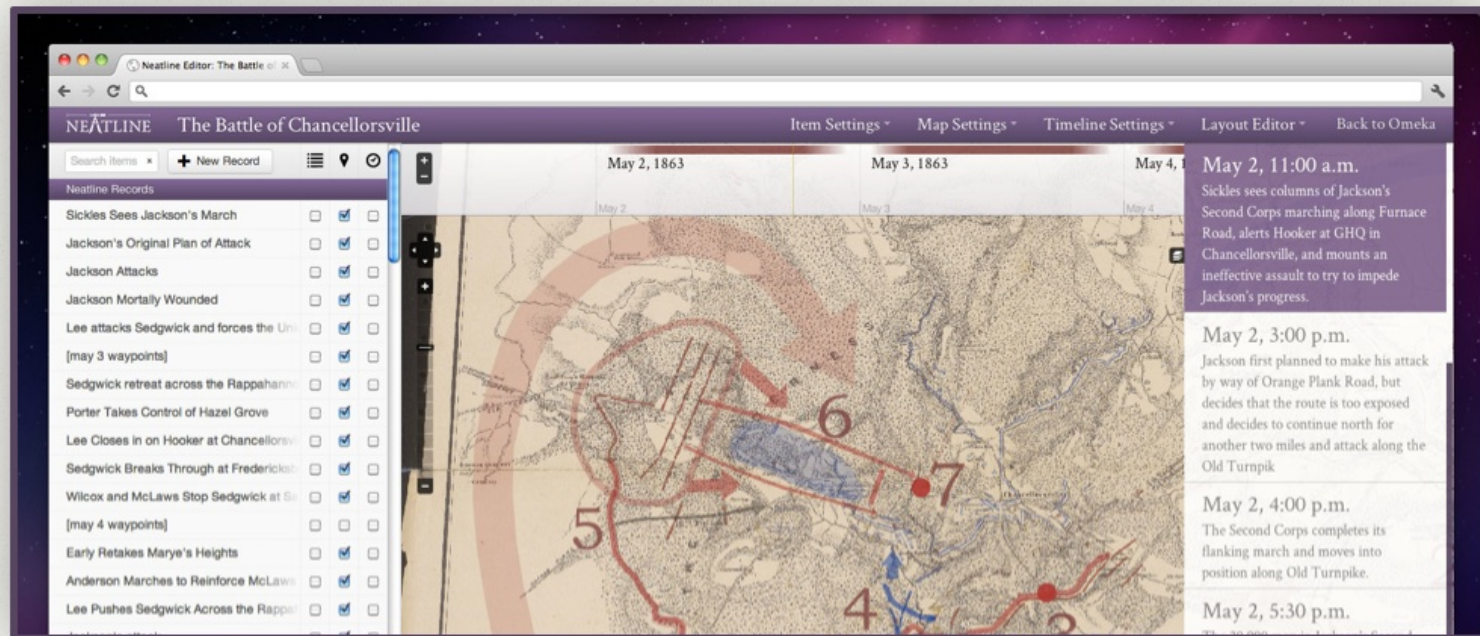 Neatline Editor: The Battle of
NEATLINE The Battle of Chancellorsville
Item Settings Map Settings Timeline Settings Layout Editor Back to Omeka
Search items × + New Record
Neatline Records
Sickles Sees Jackson's March
Jackson's Original Plan of Attack
Jackson Attacks
Jackson Mortally Wounded
Lee attacks Sedgwick and forces the
[may 3 waypoints]
Sedgwick retreat across the
Porter Takes Control of Hazel Grove
Lee Closes in on Hooker at
Sedgwick Breaks Through at
Wilcox and McLaws Stop Sedgwick at
[may 4 waypoints]
Early Retakes Marye's Heights
Anderson Marches to Reinforce McLaws
Lee Pushes Sedgwick Across the
May 2, 1863
May 3, 1863
May 4, 1
May 2
May 3
May 4
6
7
5
4
3
May 2, 11:00 a.m.
Sickles sees columns of Jackson's
Second Corps marching along Furnace
Road, alerts Hooker at GHQ in
Chancellorsville, and mounts an
ineffective assault to try to impede
Jackson's progress.
May 2, 3:00 p.m.
Jackson first planned to make his attack
by way of Orange Plank Road, but
decides that the route is too exposed
and decides to continue north for
another two miles and attack along the
Old Turnpik
May 2, 4:00 p.m.
The Second Corps completes its
flanking march and moves into
position along Old Turnpike.
May 2, 5:30 p.m.